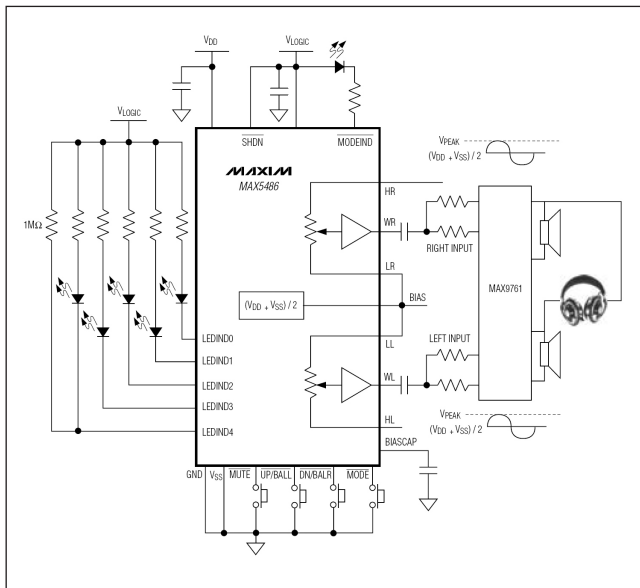 VDD
VLOGIC
VLOGIC
SHDN
MODEIND
VPEAK
(VDD + VSS) / 2
MAXIM
MAX5486
HR
1MΩ
WR
RIGHT INPUT
LR
MAX9761
(VDD + VSS) / 2
BIAS
LEDIND0
LL
LEFT INPUT
LEDIND1
WL
LEDIND2
LEDIND3
HL
VPEAK
(VDD + VSS) / 2
LEDIND4
BIASCAP
GND
VSS
MUTE
UP/BALL
DN/BALR
MODE